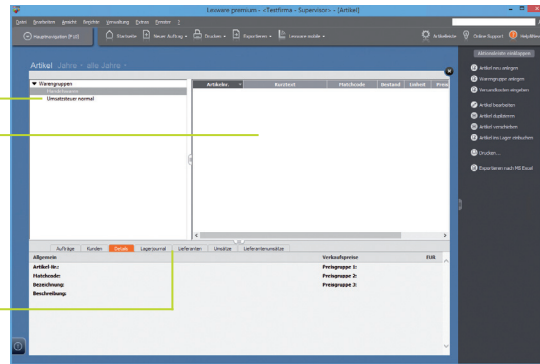 Lexware premium - <Testfirma - Supervisor> - [Artikel]
Datei Bearbeiten Ansicht Berichte Verwaltung Extras Fenster ?
Hauptnavigation [F12] Startseite Neuer Auftrag Drucken Exportieren Lexware mobile Artikelliste Online Support
Aktionsleiste einklappen
Artikel Jahre alle Jahre
Artikel neu anlegen
Warengruppe anlegen
Versandkosten eingeben
Artikel bearbeiten
Artikel duplizieren
Artikel verschieben
Artikel ins Lager einbuchen
Drucken...
Exportieren nach MS Excel
Warengruppen
Umsatzsteuer normal
Artikelnr. Kurztext Matchcode Bestand Einheit
Aufträge Kunden Details Lagerjournal Lieferanten Umsätze Lieferantenumsätze
Allgemein Verkaufspreise EUR
Artikel-Nr.: Preisgruppe 1:
Matchcode: Preisgruppe 2:
Bezeichnung: Preisgruppe 3:
Beschreibung: